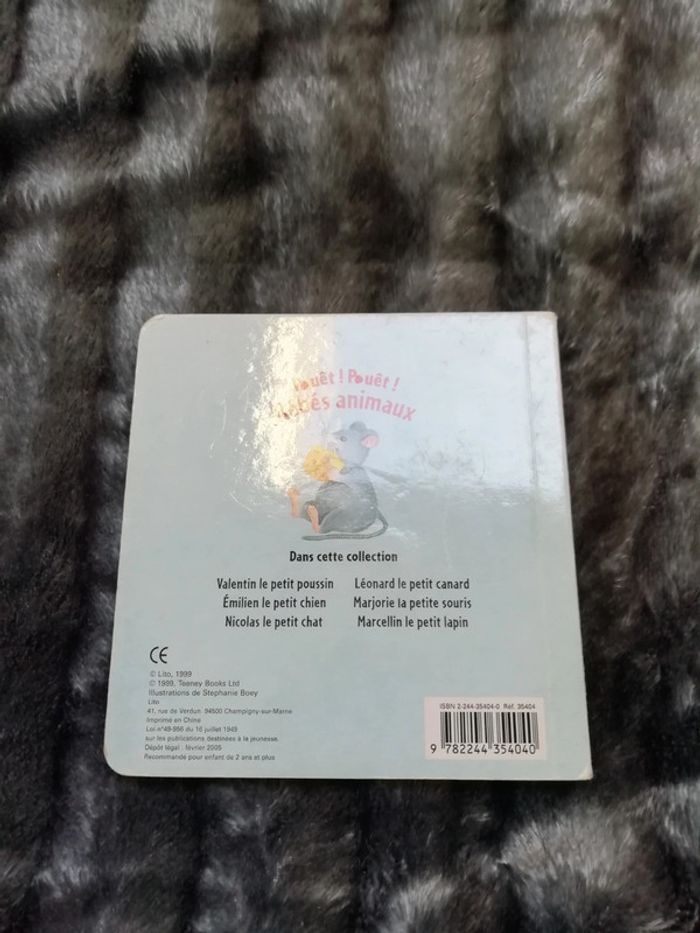 Pouêt ! Pouêt !
Bébés animaux
Dans cette collection
Valentin le petit poussin
Émilien le petit chien
Nicolas le petit chat
Léonard le petit canard
Marjorie la petite souris
Marcellin le petit lapin
CE
© Lito, 1999
© 1999, Teeney Books Ltd
Illustrations de Stephanie Boey
Lito
41, rue de Verdun 94500 Champigny-sur-Marne
Imprimé en Chine
Loi n°49-956 du 16 juillet 1949
sur les publications destinées à la jeunesse.
Dépôt légal : février 2005
Recommandé pour enfant de 2 ans et plus
ISBN 2-244-35404-0 Réf. 35404
9 782244 354040